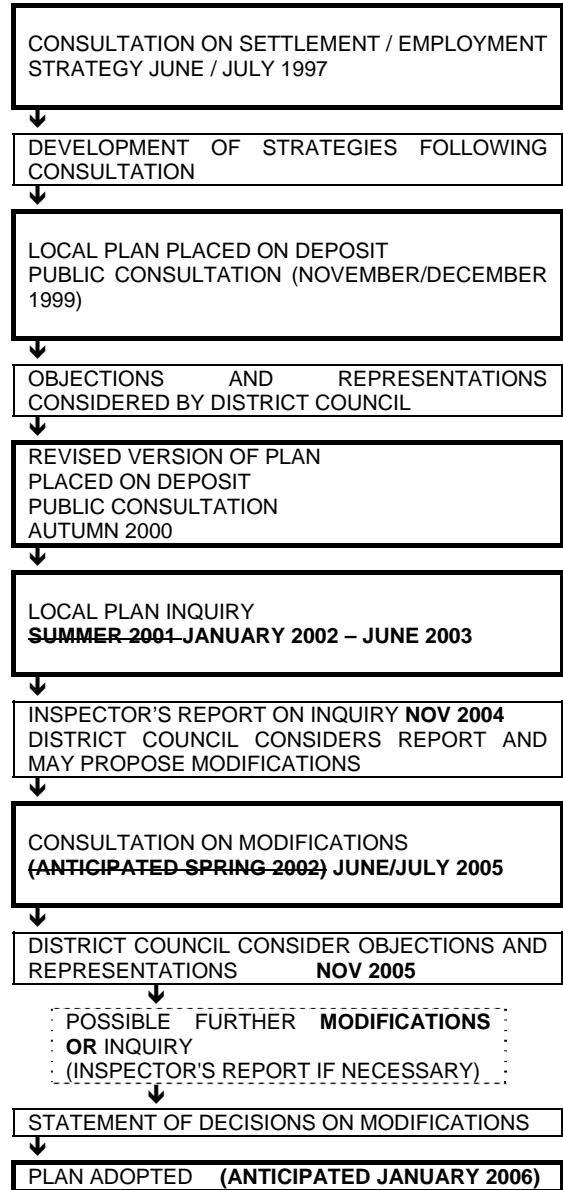 CONSULTATION ON SETTLEMENT / EMPLOYMENT
STRATEGY JUNE / JULY 1997
DEVELOPMENT OF STRATEGIES FOLLOWING
CONSULTATION
LOCAL PLAN PLACED ON DEPOSIT
PUBLIC CONSULTATION (NOVEMBER/DECEMBER
1999)
OBJECTIONS AND REPRESENTATIONS
CONSIDERED BY DISTRICT COUNCIL
REVISED VERSION OF PLAN
PLACED ON DEPOSIT
PUBLIC CONSULTATION
AUTUMN 2000
LOCAL PLAN INQUIRY
SUMMER 2001 JANUARY 2002 – JUNE 2003
INSPECTOR'S REPORT ON INQUIRY NOV 2004
DISTRICT COUNCIL CONSIDERS REPORT AND
MAY PROPOSE MODIFICATIONS
CONSULTATION ON MODIFICATIONS
(ANTICIPATED SPRING 2002) JUNE/JULY 2005
DISTRICT COUNCIL CONSIDER OBJECTIONS AND
REPRESENTATIONS NOV 2005
POSSIBLE FURTHER MODIFICATIONS
OR INQUIRY
(INSPECTOR'S REPORT IF NECESSARY)
STATEMENT OF DECISIONS ON MODIFICATIONS
PLAN ADOPTED (ANTICIPATED JANUARY 2006)